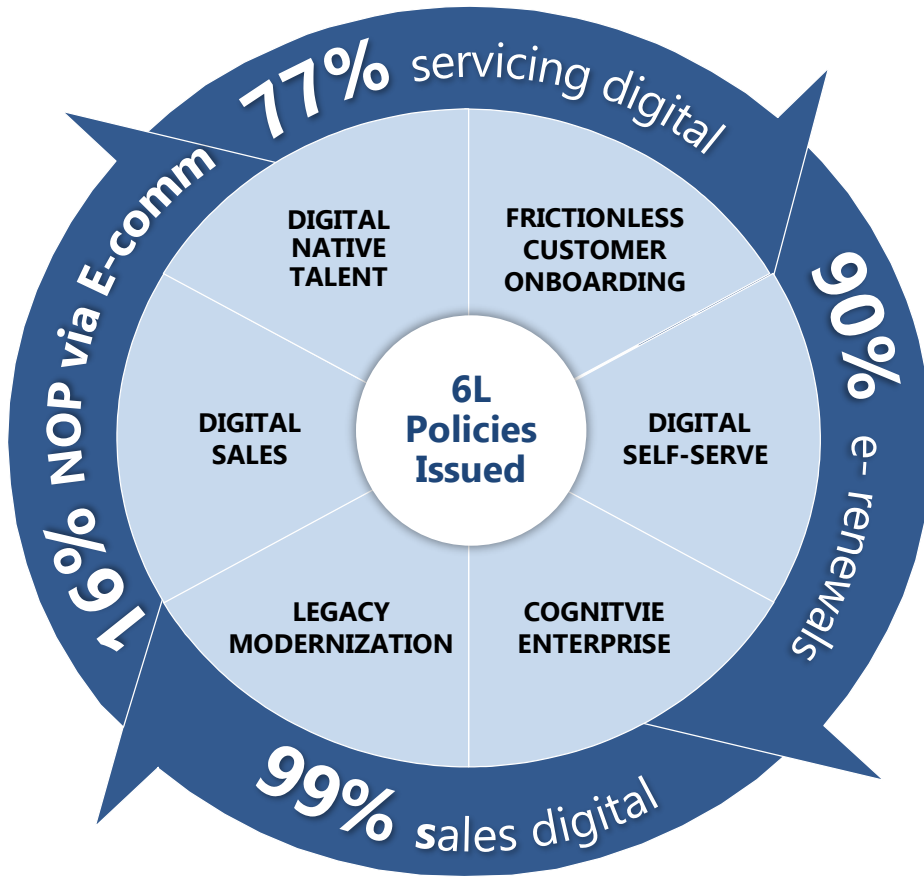 77% servicing digital
90% e- renewals
99% sales digital
16% NOP via E-comm
DIGITAL
NATIVE
TALENT
FRICTIONLESS
CUSTOMER
ONBOARDING
DIGITAL
SALES
6L
Policies
Issued
DIGITAL
SELF-SERVE
LEGACY
MODERNIZATION
COGNITVIE
ENTERPRISE